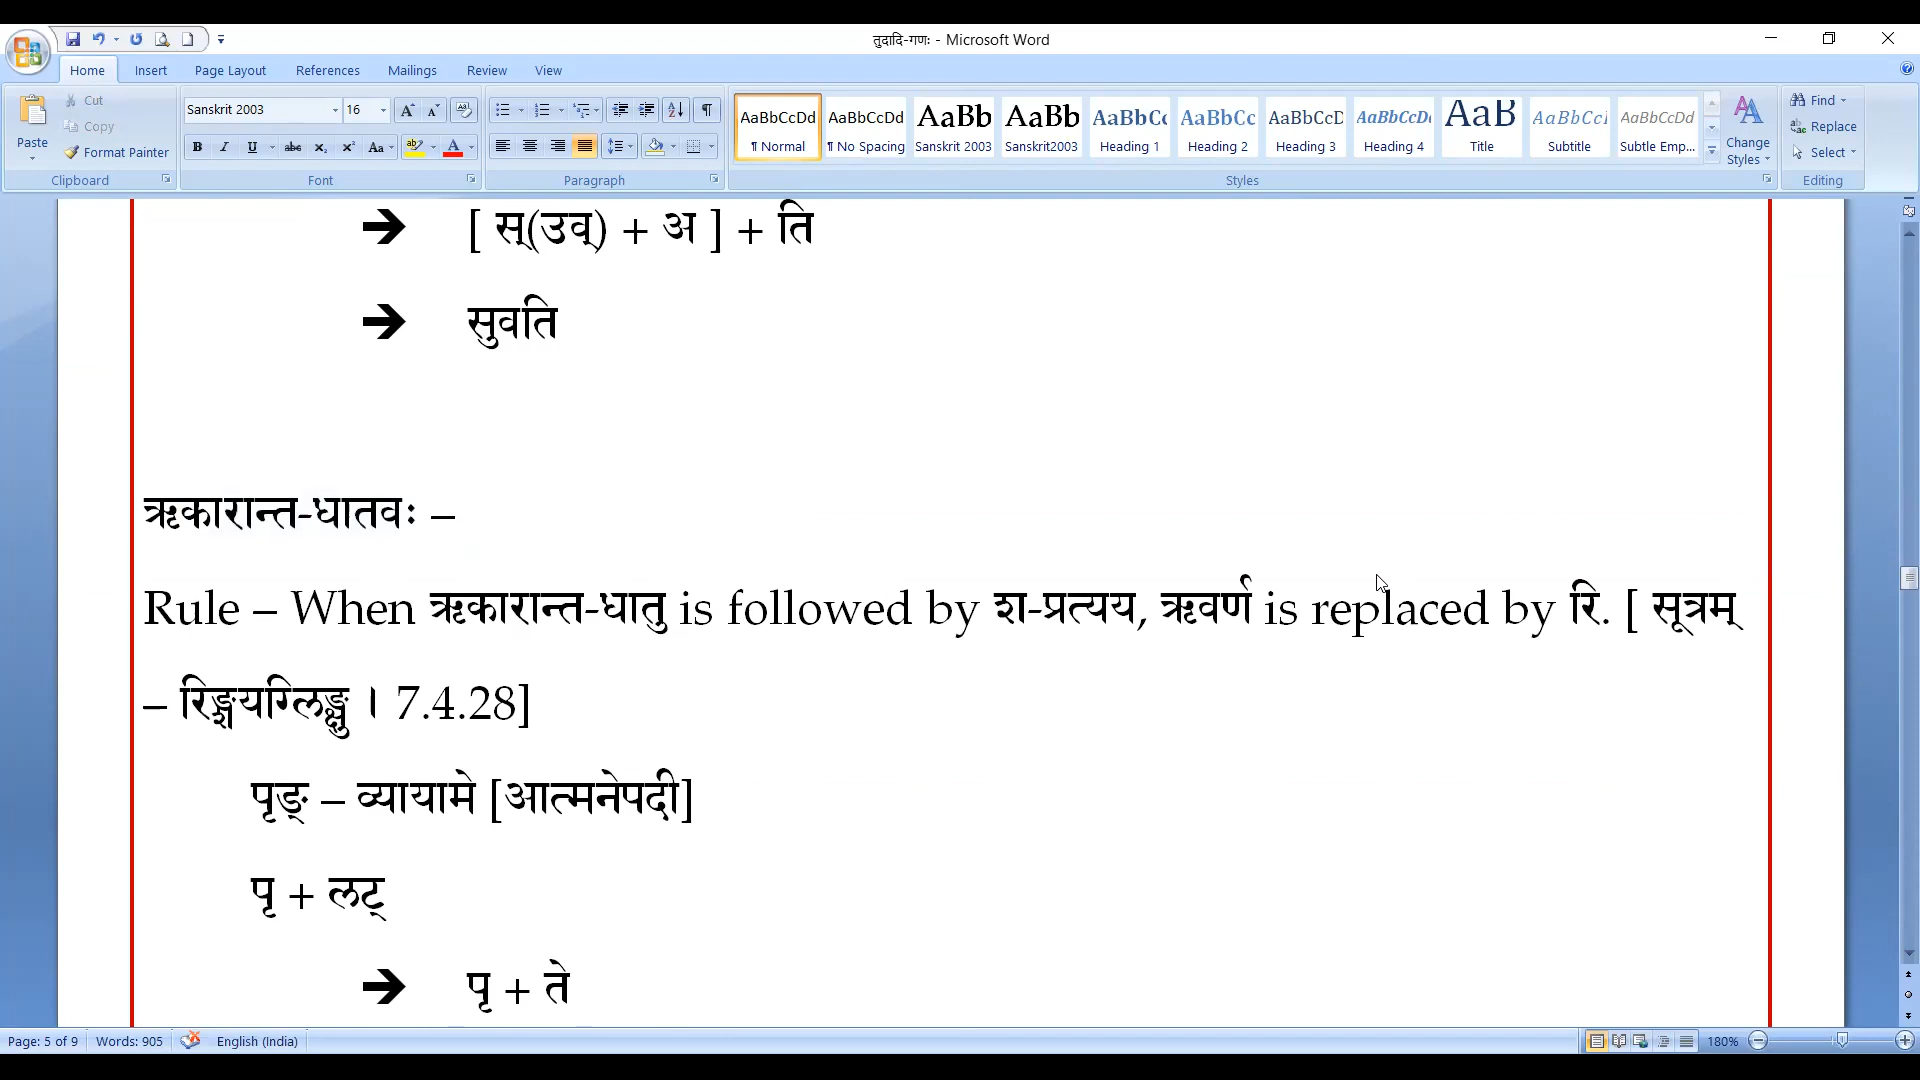 तुदादि-गणः - Microsoft Word
Home Insert Page Layout References Mailings Review View
Paste
Cut
Copy
Format Painter
Clipboard
Sanskrit 2003 16
Font
Paragraph
AaBbCcDd AaBbCcDd AaBb AaBb AaBbCc AaBbCc AaBbCcD AaBbCcDc AaB AaBbCc AaBbCcDd
¶ Normal ¶ No Spacing Sanskrit 2003 Sanskrit2003 Heading 1 Heading 2 Heading 3 Heading 4 Title Subtitle Subtle Emp...
Change Styles
Styles
Find
Replace
Select
Editing
➔ [ स्(उव्) + अ ] + ति
➔ सुवति
ऋकारान्त-धातवः –
Rule – When ऋकारान्त-धातु is followed by श-प्रत्यय, ऋवर्ण is replaced by रि. [ सूत्रम्
– रिङ्शयग्लिङ्क्षु । 7.4.28]
पृङ् – व्यायामे [आत्मनेपदी]
पृ + लट्
➔ पृ + ते
Page: 5 of 9 Words: 905 English (India) 180%